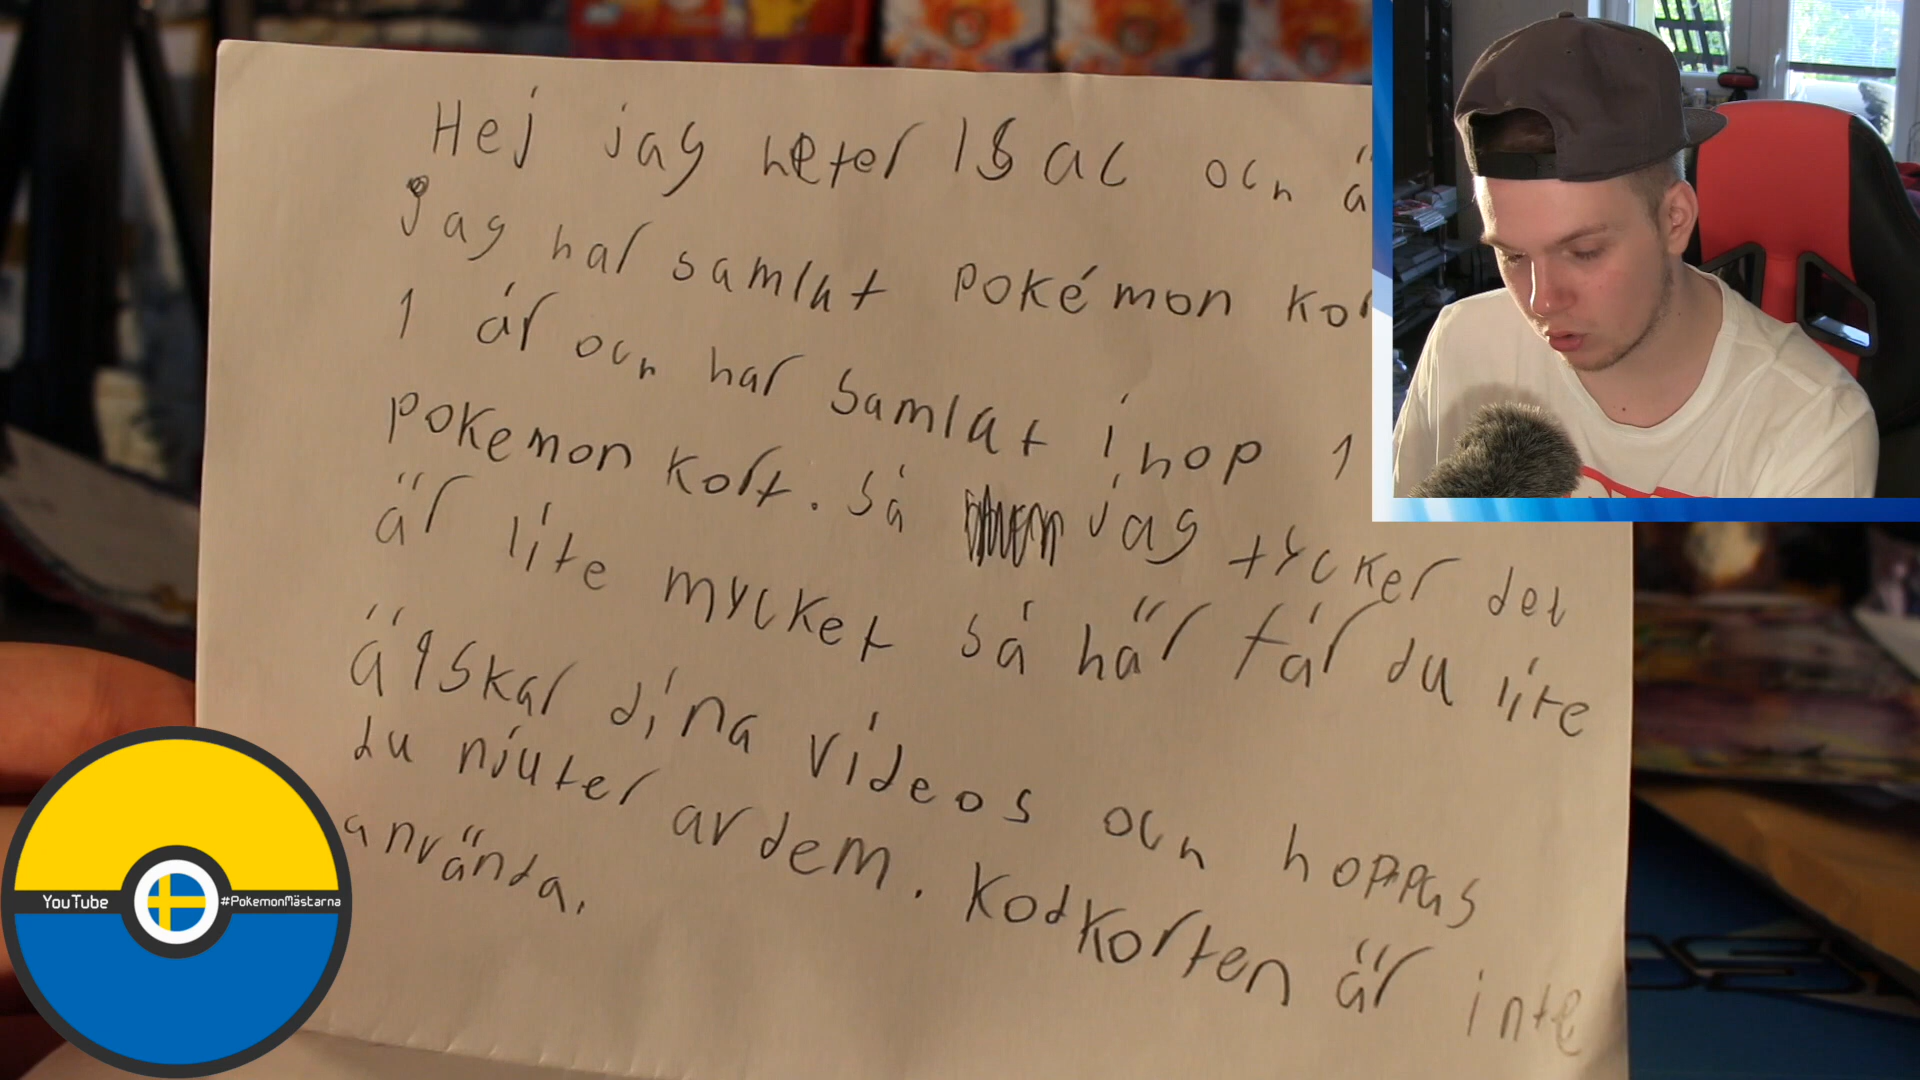 Hej jag heter ISac och ä
Jag har samlat pokémon kor
1 år och har samlat ihop 1
pokemon kort. så jag tycker det
är lite mycket så här får du lite
älskar dina videos och hoppas
du njuter av dem. Kodkorten är inte
använda.
YouTube
#PokemonMästarna